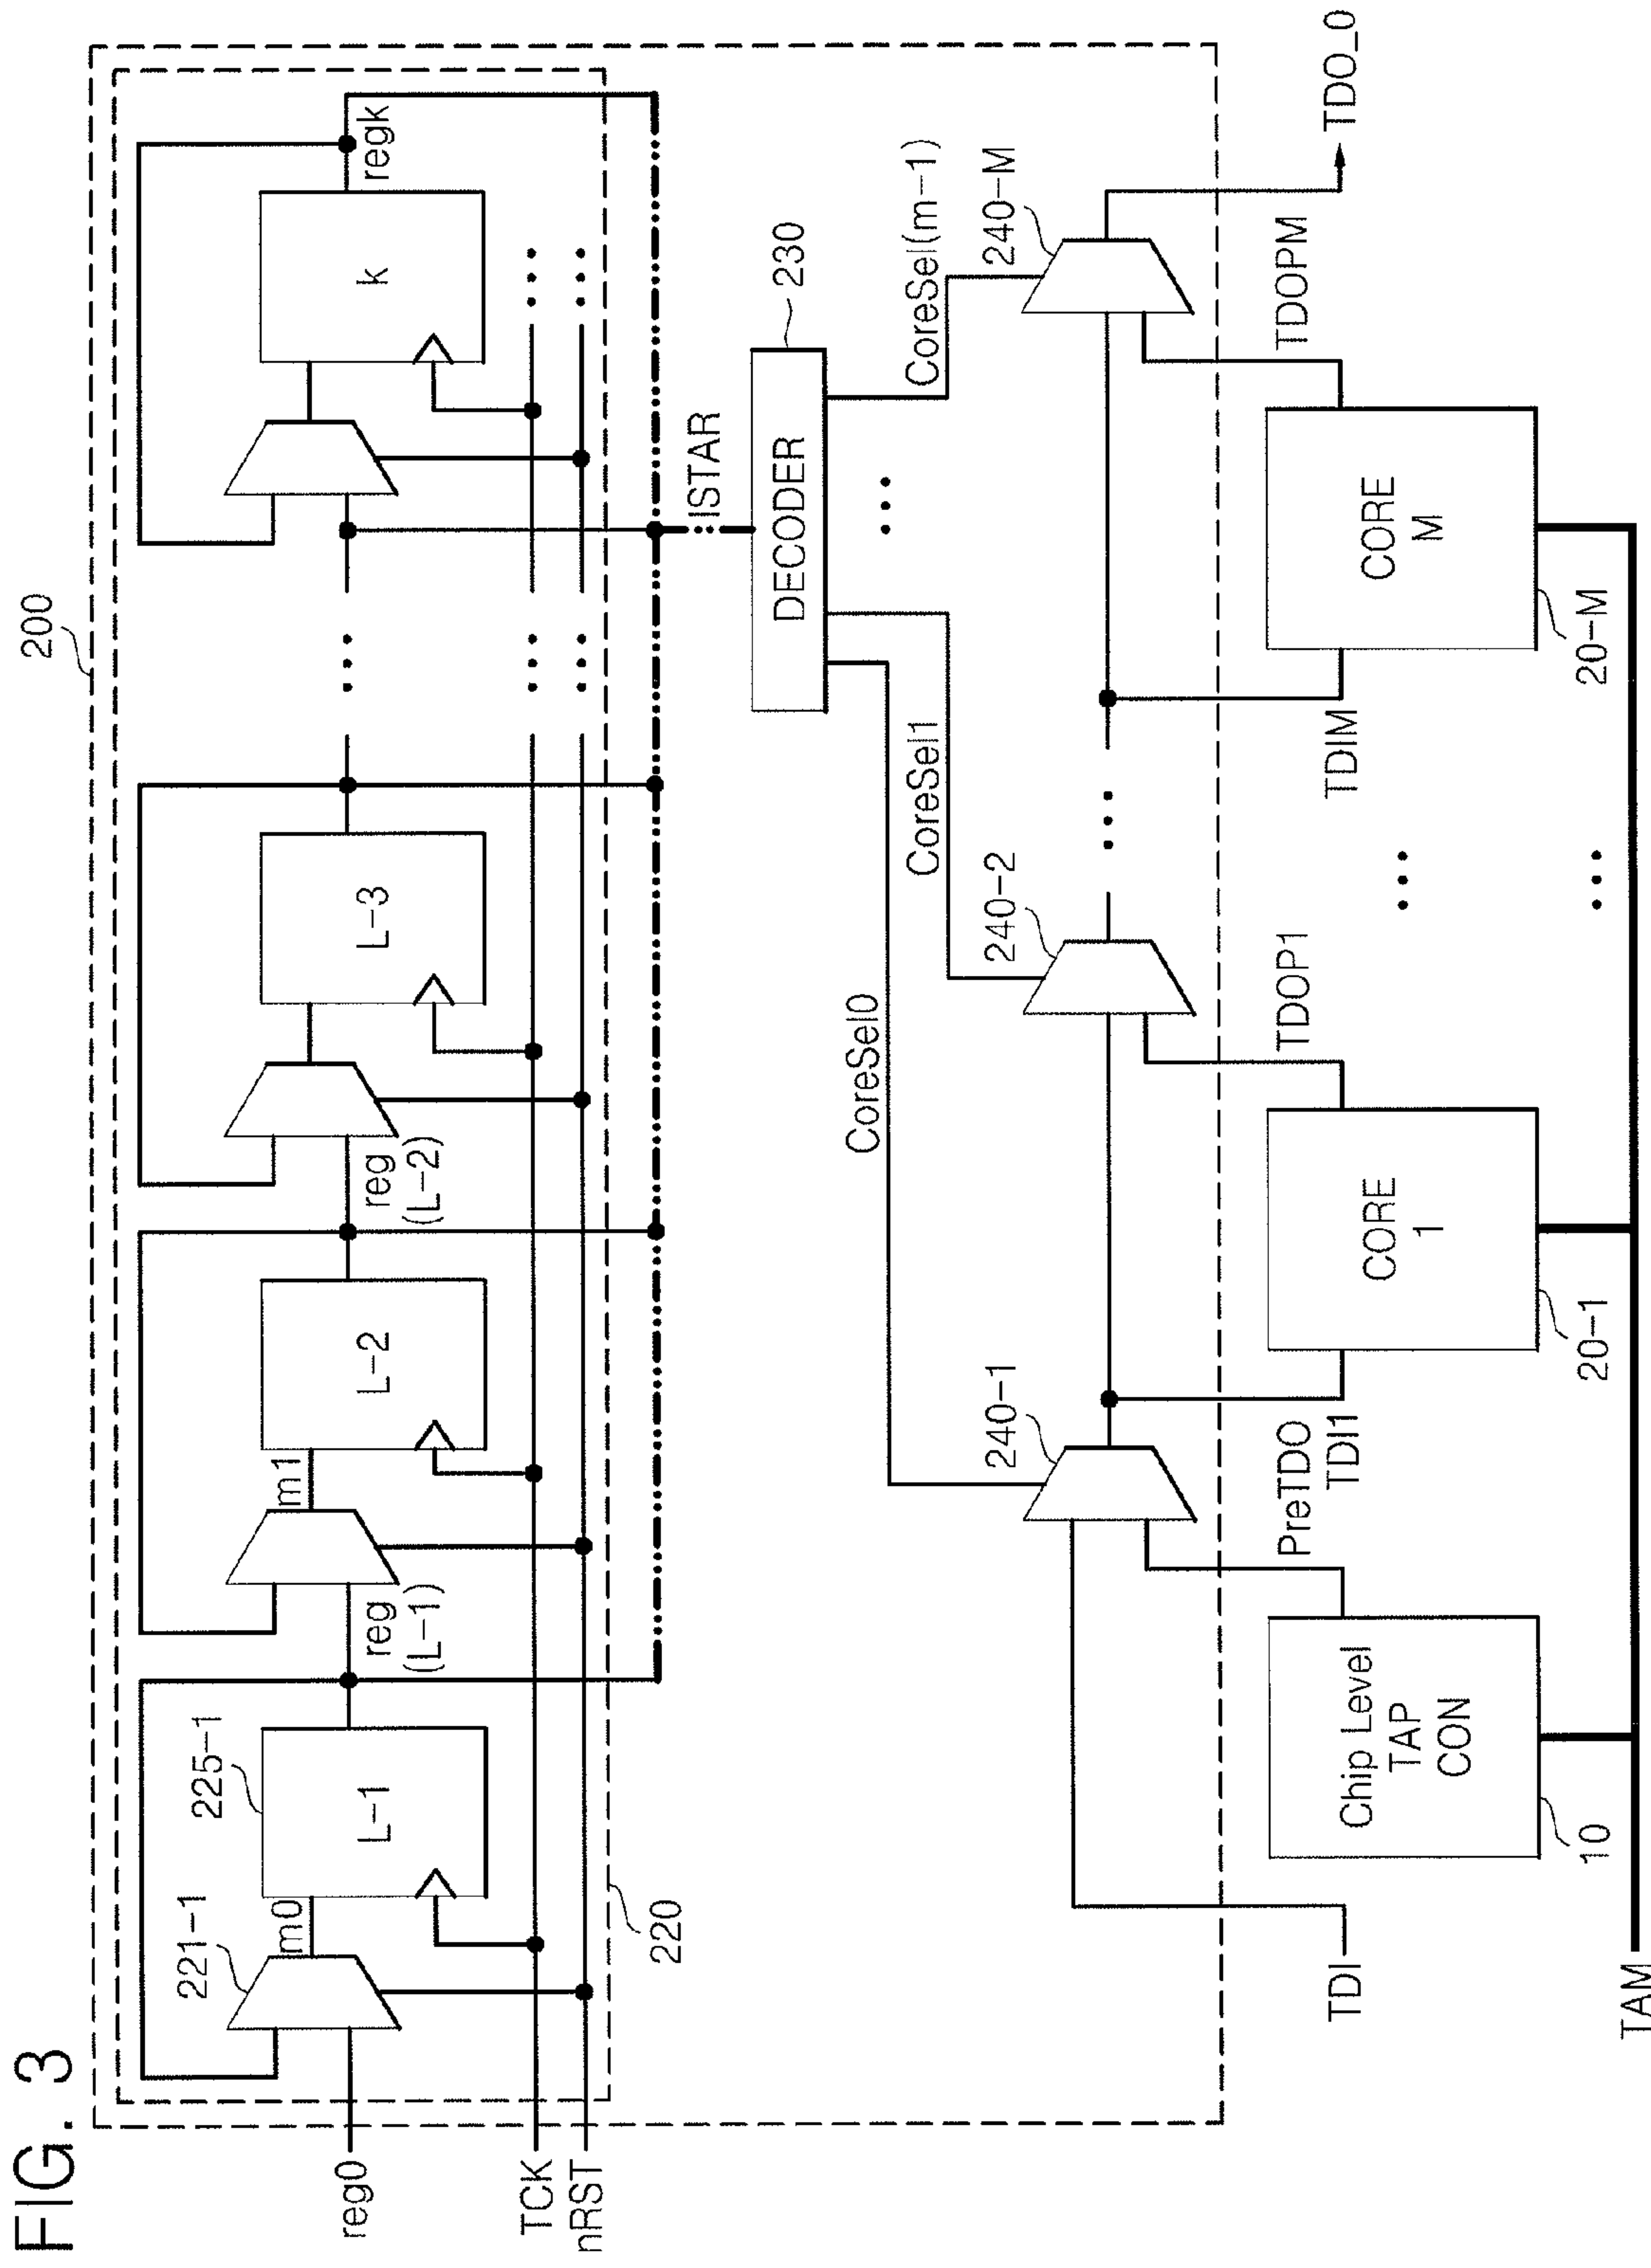 FIG. 3
200
221-1
m0
225-1
L-1
reg
(L-1)
m1
L-2
reg
(L-2)
L-3
k
regk
reg0
TCK
nRST
220
ISTAR
DECODER
230
CoreSel0
CoreSel1
CoreSel(m-1)
240-1
240-2
240-M
TDI
PreTDO
TDI1
TDOP1
TDIM
TDOPM
TDO_0
Chip Level
TAP
CON
10
CORE
1
20-1
CORE
M
20-M
TAM